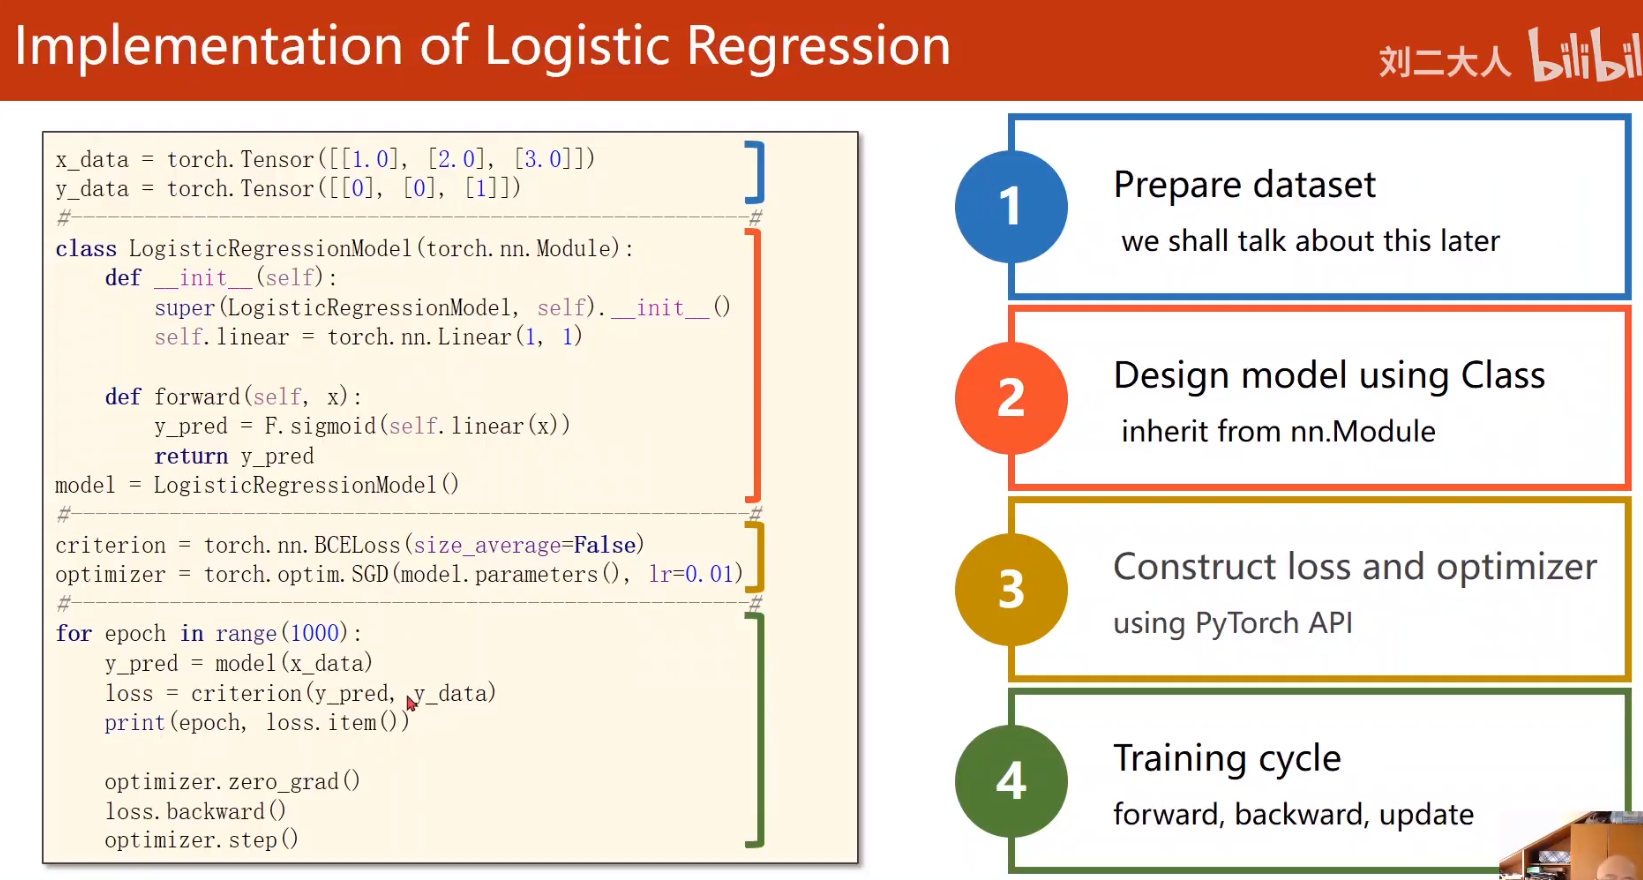 Implementation of Logistic Regression
刘二大人 bilibil
x_data = torch.Tensor([[1.0], [2.0], [3.0]])
y_data = torch.Tensor([[0], [0], [1]])
#-------------------------------------------------------#
class LogisticRegressionModel(torch.nn.Module):
    def __init__(self):
        super(LogisticRegressionModel, self).__init__()
        self.linear = torch.nn.Linear(1, 1)
    def forward(self, x):
        y_pred = F.sigmoid(self.linear(x))
        return y_pred
model = LogisticRegressionModel()
#-------------------------------------------------------#
criterion = torch.nn.BCELoss(size_average=False)
optimizer = torch.optim.SGD(model.parameters(), lr=0.01)
#-------------------------------------------------------#
for epoch in range(1000):
    y_pred = model(x_data)
    loss = criterion(y_pred, y_data)
    print(epoch, loss.item())
    optimizer.zero_grad()
    loss.backward()
    optimizer.step()
1
Prepare dataset
we shall talk about this later
2
Design model using Class
inherit from nn.Module
3
Construct loss and optimizer
using PyTorch API
4
Training cycle
forward, backward, update